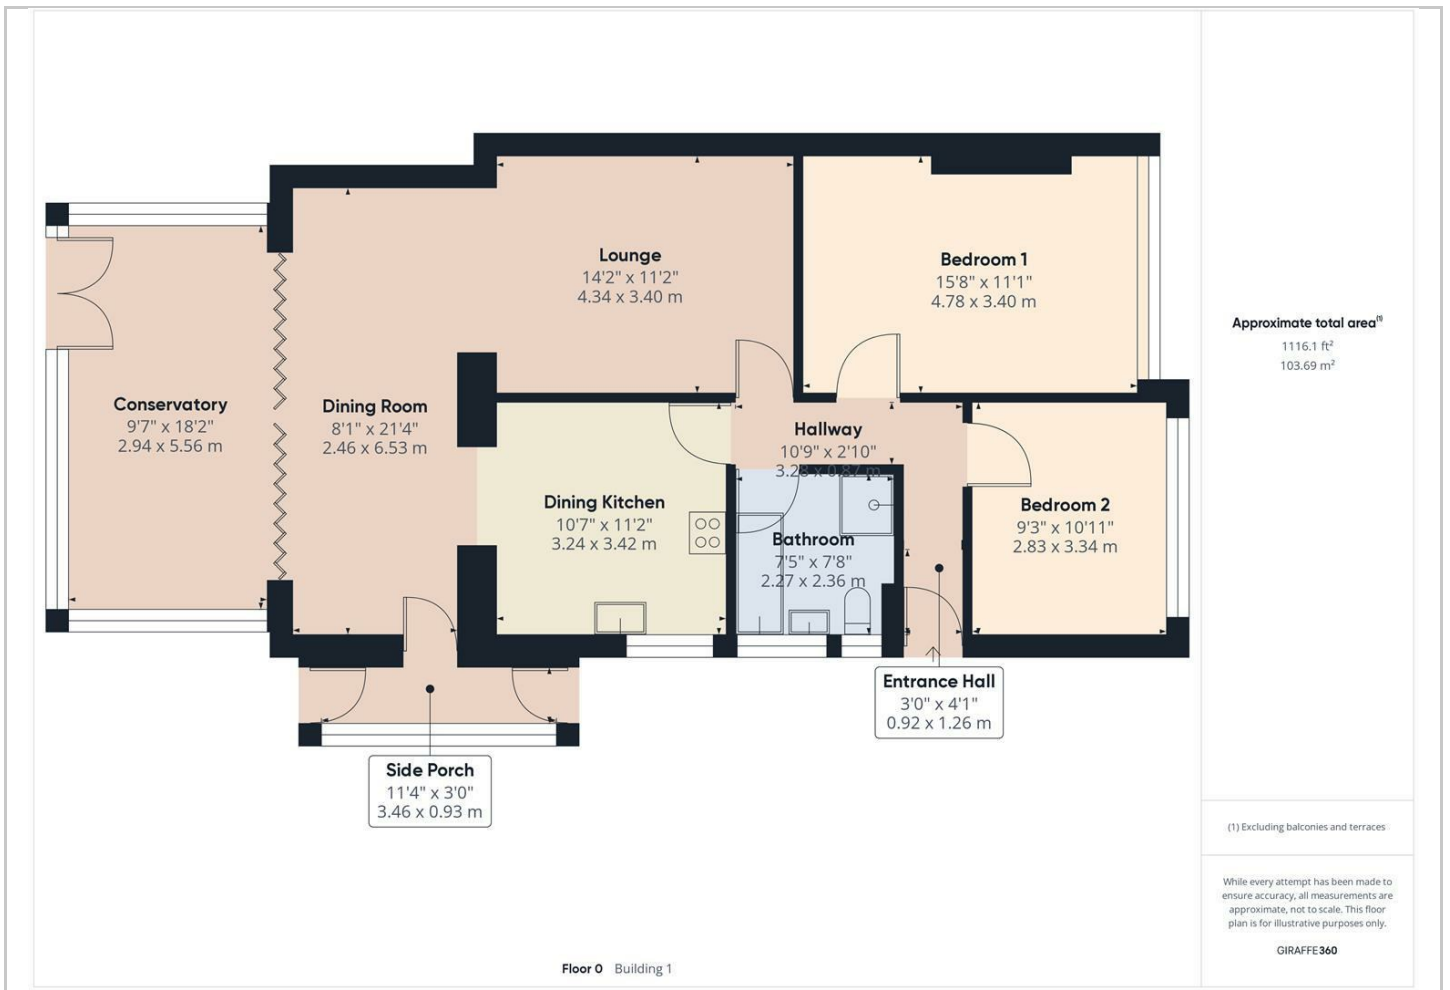 Lounge
14'2" x 11'2"
4.34 x 3.40 m
Bedroom 1
15'8" x 11'1"
4.78 x 3.40 m
Conservatory
9'7" x 18'2"
2.94 x 5.56 m
Dining Room
8'1" x 21'4"
2.46 x 6.53 m
Hallway
10'9" x 2'10"
3.28 x 0.87 m
Dining Kitchen
10'7" x 11'2"
3.24 x 3.42 m
Bathroom
7'5" x 7'8"
2.27 x 2.36 m
Bedroom 2
9'3" x 10'11"
2.83 x 3.34 m
Entrance Hall
3'0" x 4'1"
0.92 x 1.26 m
Side Porch
11'4" x 3'0"
3.46 x 0.93 m
Floor 0 Building 1
Approximate total area(1)
1116.1 ft²
103.69 m²
(1) Excluding balconies and terraces
While every attempt has been made to
ensure accuracy, all measurements are
approximate, not to scale. This floor
plan is for illustrative purposes only.
GIRAFFE360